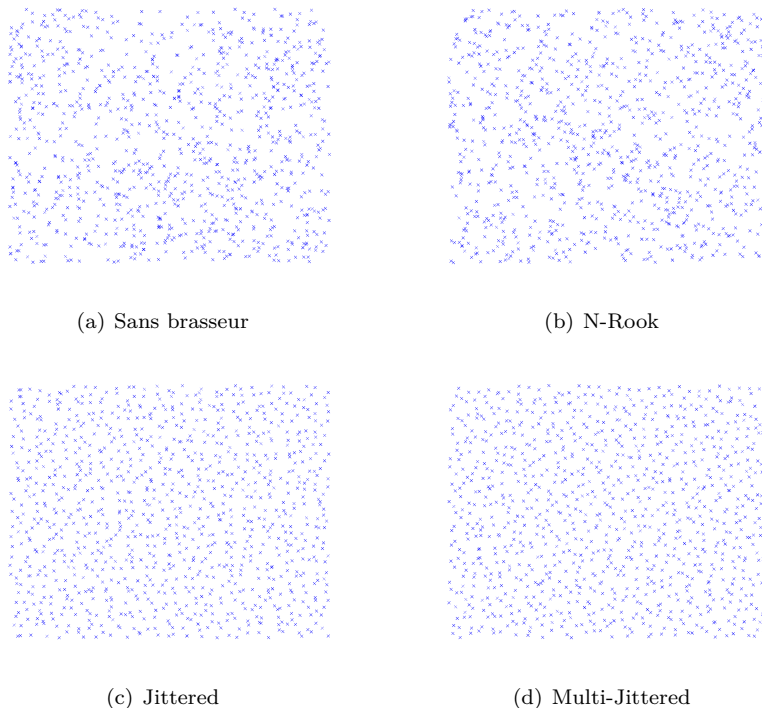 (a) Sans brasseur
(b) N-Rook
(c) Jittered
(d) Multi-Jittered